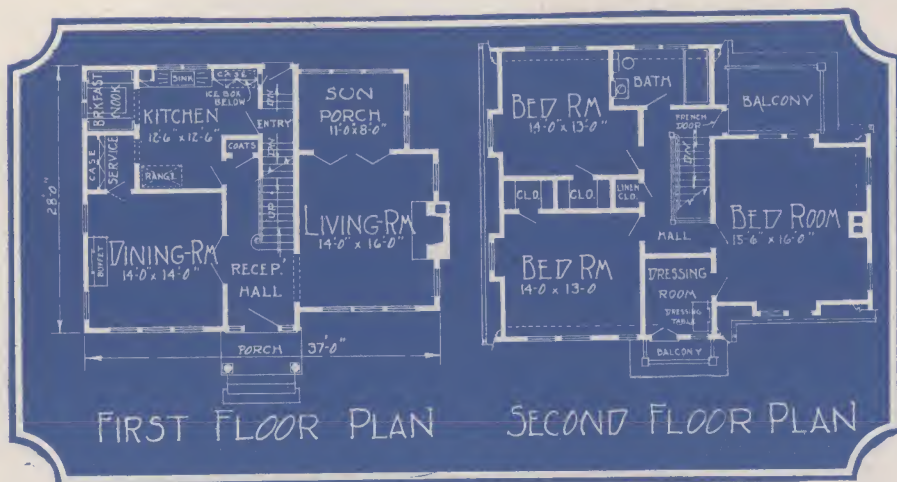 BRKFAST
NOOK
SINK
CASE
ICE BOX
BELOW
KITCHEN
12'-6" x 12'-6"
DN
ENTRY
SUN
PORCH
11'-0" x 8'-0"
CASE
SERVICE
RANGE
COATS
DN
UP
28'-0"
DINING-RM
14'-0" x 14'-0"
BUFFET
LIVING-RM
14'-0" x 16'-0"
RECEP.'
HALL
PORCH
37'-0"
FIRST FLOOR PLAN
BED RM
14'-0" x 13'-0"
BATH
BALCONY
FRENCH
DOOR
DN
CLO.
CLO.
LINEN
CLO.
BED ROOM
15'-6" x 16'-0"
HALL
BED RM
14'-0 x 13'-0
DRESSING
ROOM
DRESSING
TABLE
BALCONY
SECOND FLOOR PLAN